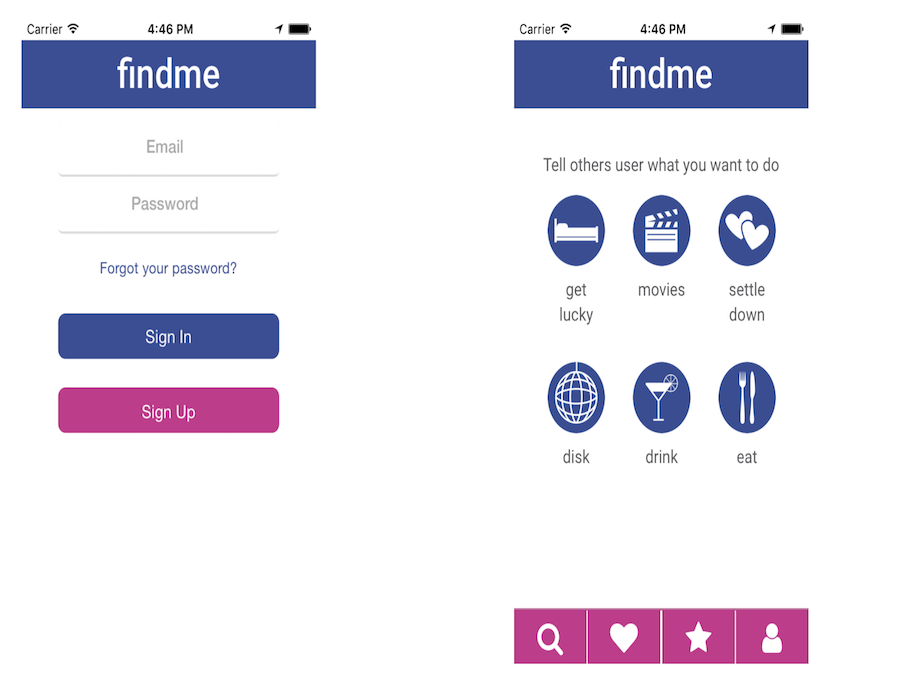 Carrier 4:46 PM
findme
Email
Password
Forgot your password?
Sign In
Sign Up
Carrier 4:46 PM
findme
Tell others user what you want to do
get lucky
movies
settle down
disk
drink
eat